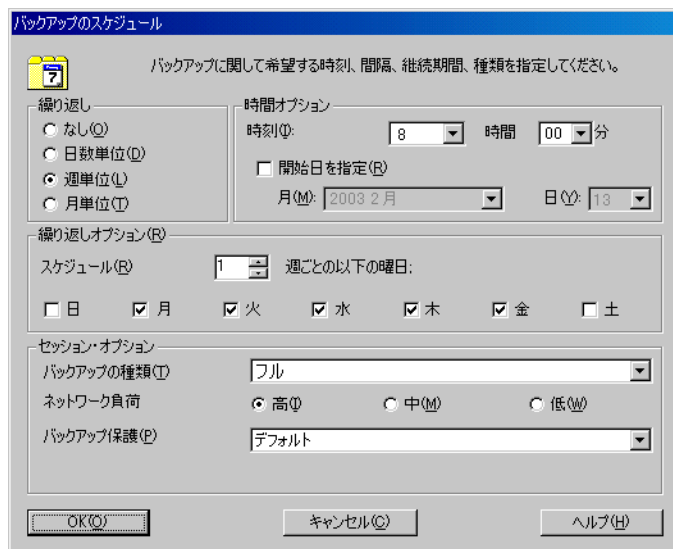 バックアップのスケジュール
7
バックアップに関して希望する時刻、間隔、継続期間、種類を指定してください。
繰り返し
なし(O)
日数単位(D)
週単位(L)
月単位(T)
時間オプション
時刻(I): 8 時間 00 分
開始日を指定(R)
月(M): 2003 2月 日(Y): 13
繰り返しオプション(R)
スケジュール(R) 1 週ごとの以下の曜日:
日 月 火 水 木 金 土
セッション・オプション
バックアップの種類(T) フル
ネットワーク負荷 高(I) 中(M) 低(W)
バックアップ保護(P) デフォルト
OK(O) キャンセル(C) ヘルプ(H)